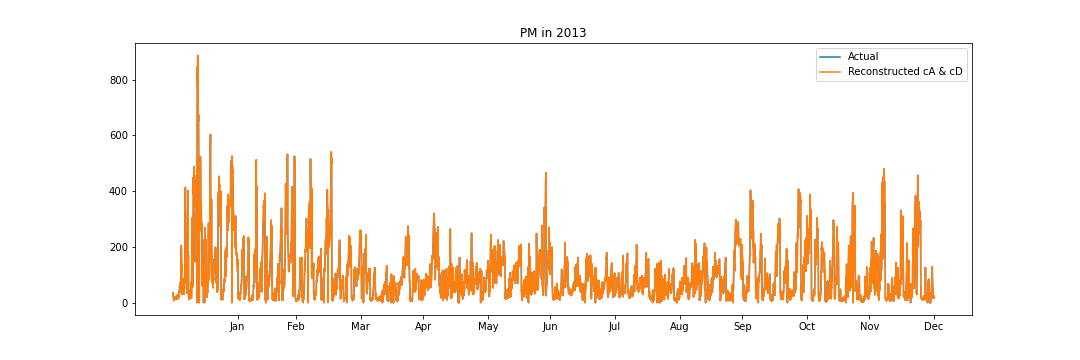 PM in 2013
Actual
Reconstructed cA & cD
800
600
400
200
0
Jan Feb Mar Apr May Jun Jul Aug Sep Oct Nov Dec